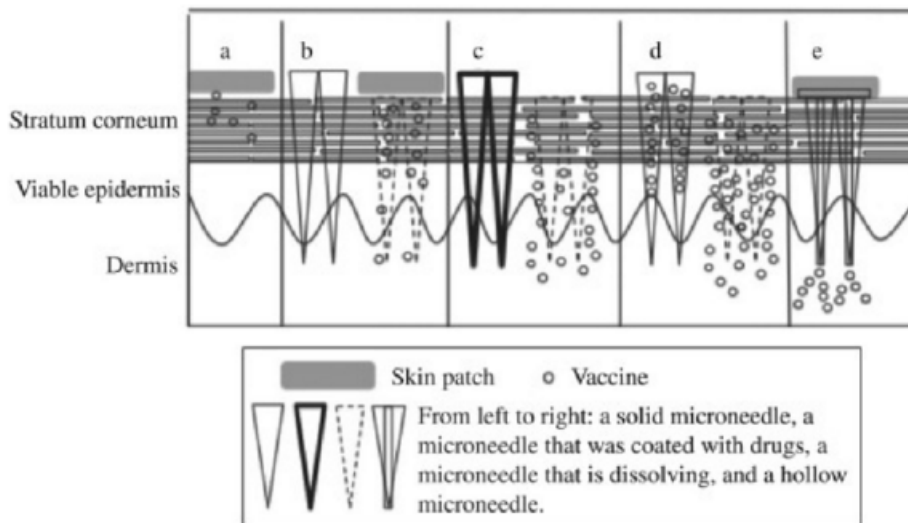 a b c d e
Stratum corneum
Viable epidermis
Dermis
Skin patch Vaccine
From left to right: a solid microneedle, a
microneedle that was coated with drugs, a
microneedle that is dissolving, and a hollow
microneedle.